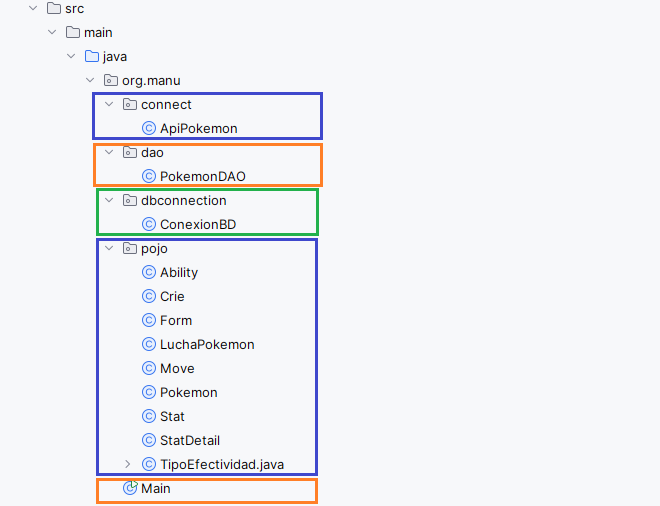 src
main
java
org.manu
connect
ApiPokemon
dao
PokemonDAO
dbconnection
ConexionBD
pojo
Ability
Crie
Form
LuchaPokemon
Move
Pokemon
Stat
StatDetail
TipoEfectividad.java
Main